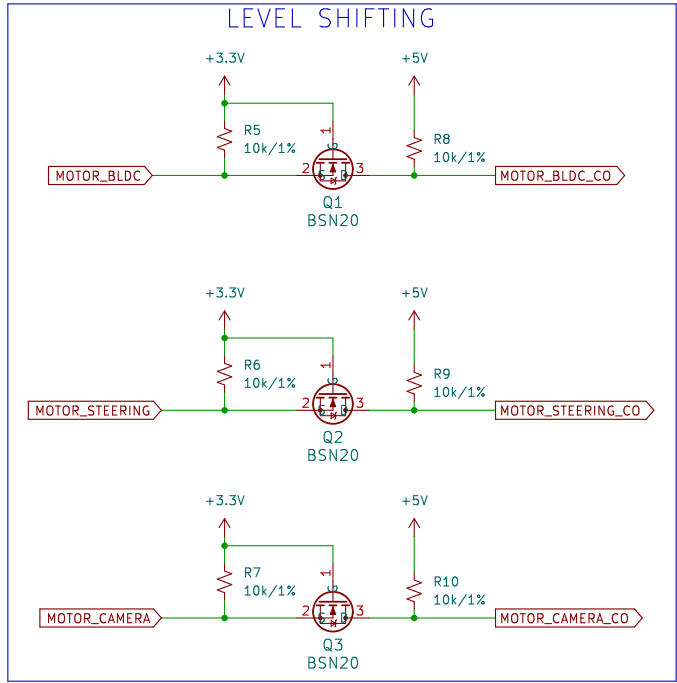 LEVEL SHIFTING
+3.3V
+5V
R5
10k/1%
R8
10k/1%
1
G
MOTOR_BLDC
2
S
D
3
MOTOR_BLDC_CO
Q1
BSN20
+3.3V
+5V
R6
10k/1%
R9
10k/1%
1
G
MOTOR_STEERING
2
S
D
3
MOTOR_STEERING_CO
Q2
BSN20
+3.3V
+5V
R7
10k/1%
R10
10k/1%
1
G
MOTOR_CAMERA
2
S
D
3
MOTOR_CAMERA_CO
Q3
BSN20